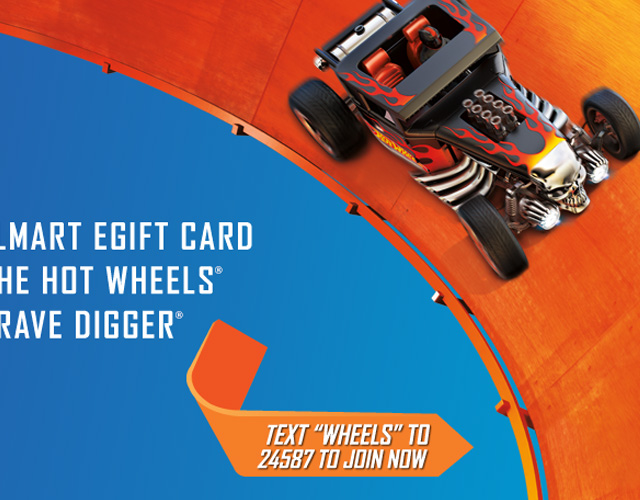 LMART EGIFT CARD
HE HOT WHEELS®
RAVE DIGGER®
TEXT "WHEELS" TO
24587 TO JOIN NOW